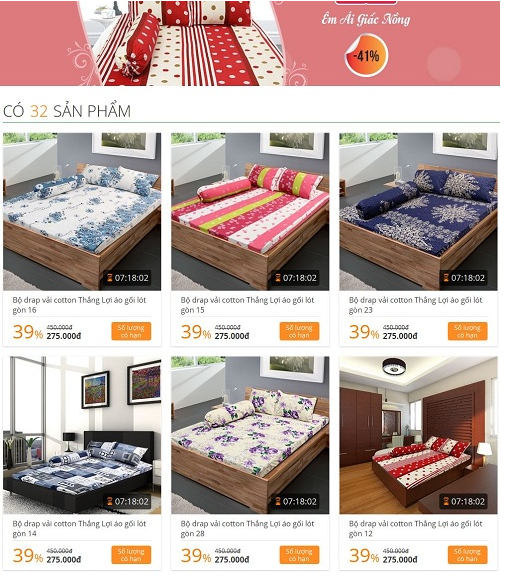 Êm Ái Giấc Nồng
-41%
CÓ 32 SẢN PHẨM
07:18:02
07:18:02
07:18:02
Bộ drap vải cotton Thắng Lợi áo gối lót
gòn 16
Bộ drap vải cotton Thắng Lợi áo gối lót
gòn 15
Bộ drap vải cotton Thắng Lợi áo gối lót
gòn 23
39% 450.000đ 275.000đ Số lượng có hạn
39% 450.000đ 275.000đ Số lượng có hạn
39% 450.000đ 275.000đ Số lượng có hạn
07:18:02
07:18:02
07:18:02
Bộ drap vải cotton Thắng Lợi áo gối lót
gòn 14
Bộ drap vải cotton Thắng Lợi áo gối lót
gòn 28
Bộ drap vải cotton Thắng Lợi áo gối lót
gòn 12
39% 450.000đ 275.000đ Số lượng có hạn
39% 450.000đ 275.000đ Số lượng có hạn
39% 450.000đ 275.000đ Số lượng có hạn